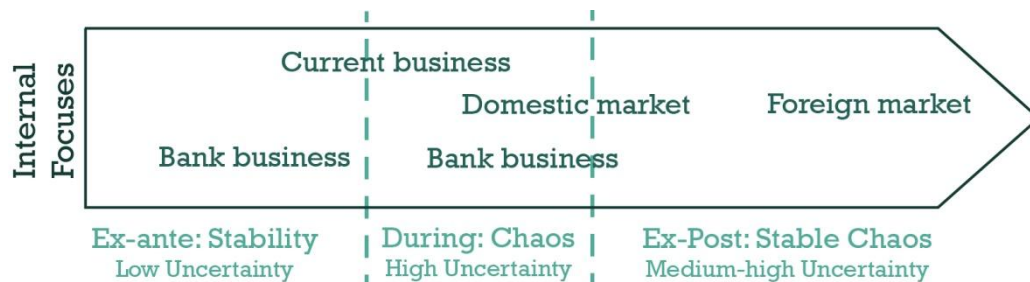 Internal
Focuses
Current business
Domestic market
Foreign market
Bank business
Bank business
Ex-ante: Stability
Low Uncertainty
During: Chaos
High Uncertainty
Ex-Post: Stable Chaos
Medium-high Uncertainty